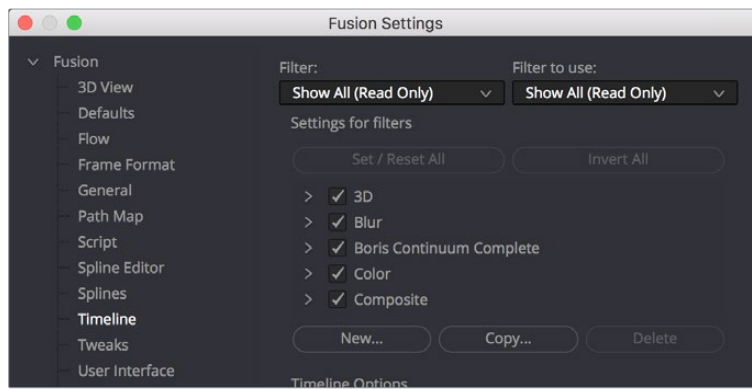 Fusion Settings
Fusion
3D View
Defaults
Flow
Frame Format
General
Path Map
Script
Spline Editor
Splines
Timeline
Tweaks
User Interface
Filter:
Filter to use:
Show All (Read Only)
Show All (Read Only)
Settings for filters
Set / Reset All
Invert All
3D
Blur
Boris Continuum Complete
Color
Composite
New...
Copy...
Delete
Timeline Options